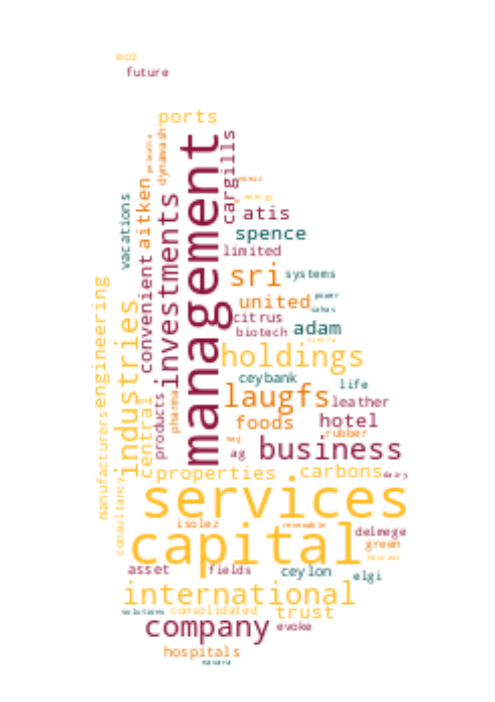 eco
future
ports
management
cargills
dynawash
aitken
investments
vacations
atis
energy
spence
limited
convenient
sri
systems
engineering
industries
united
power
citrus
adam
biotech
sierra
holdings
ceybank
life
laugfs
leather
products
pharma
central
foods
hotel
rubber
manufacturers
ag
business
properties
carbons
dairy
consultancy
services
isolez
renewable
capital
delmege
green
asset
fields
ceylon
elgi
international
solutions
consolidated
trust
company
evoke
hospitals
navara